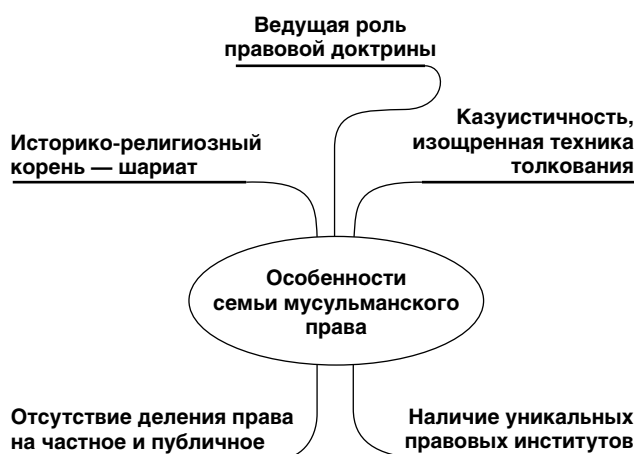 Ведущая роль
правовой доктрины
Историко-религиозный
корень — шариат
Казуистичность,
изощренная техника
толкования
Особенности
семьи мусульманского
права
Отсутствие деления права
на частное и публичное
Наличие уникальных
правовых институтов